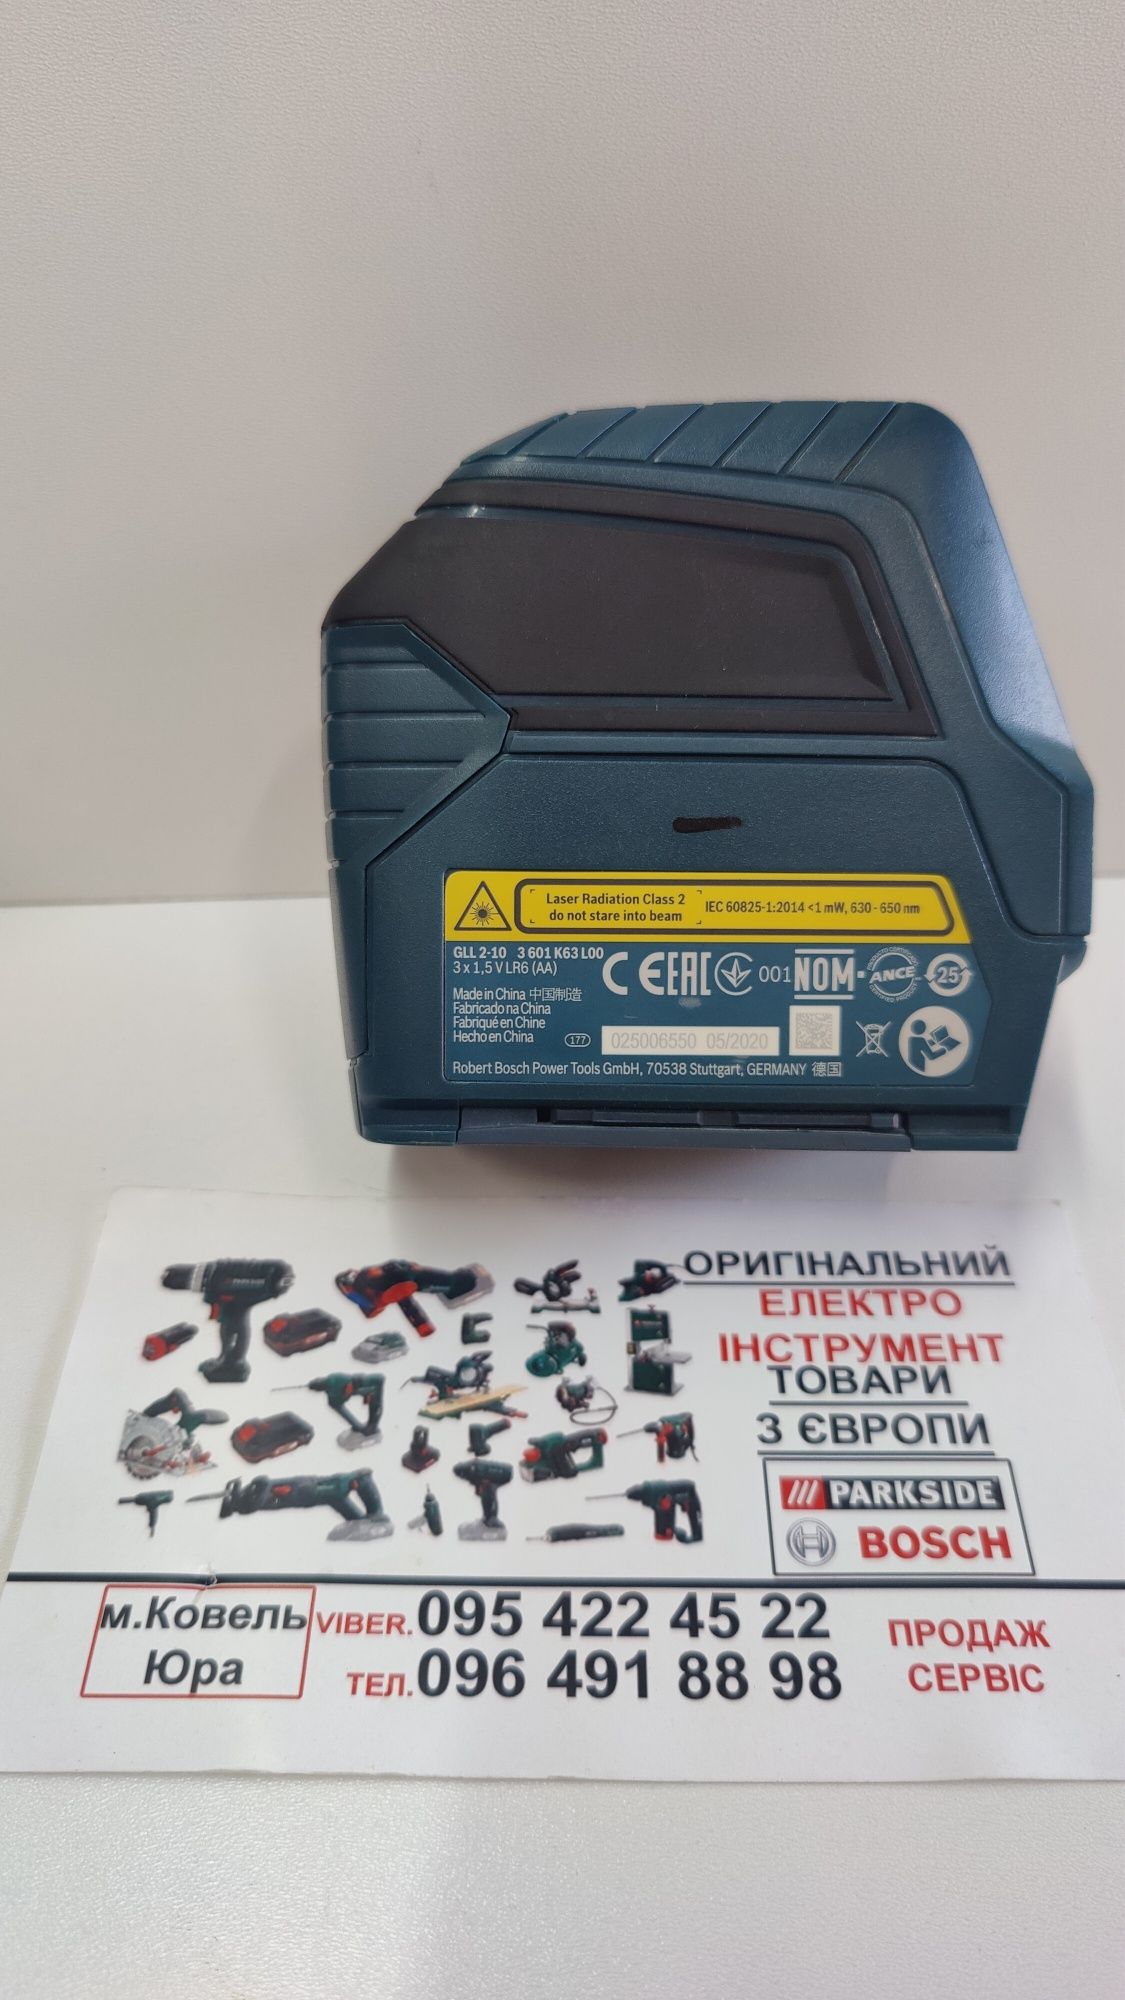 Laser Radiation Class 2
do not stare into beam
IEC 60825-1:2014 <1 mW, 630 - 650 nm
GLL 2-10 3 601 K63 L00
3 x 1,5 V LR6 (AA)
CE EAC 001 NOM ANCE 25
Made in China 中国制造
Fabricado na China
Fabriqué en Chine
Hecho en China
177 025006550 05/2020
Robert Bosch Power Tools GmbH, 70538 Stuttgart, GERMANY 德国
ОРИГІНАЛЬНИЙ
ЕЛЕКТРО
ІНСТРУМЕНТ
ТОВАРИ
З ЄВРОПИ
PARKSIDE
BOSCH
м.Ковель
Юра
VIBER. 095 422 45 22
ТЕЛ. 096 491 88 98
ПРОДАЖ
СЕРВІС